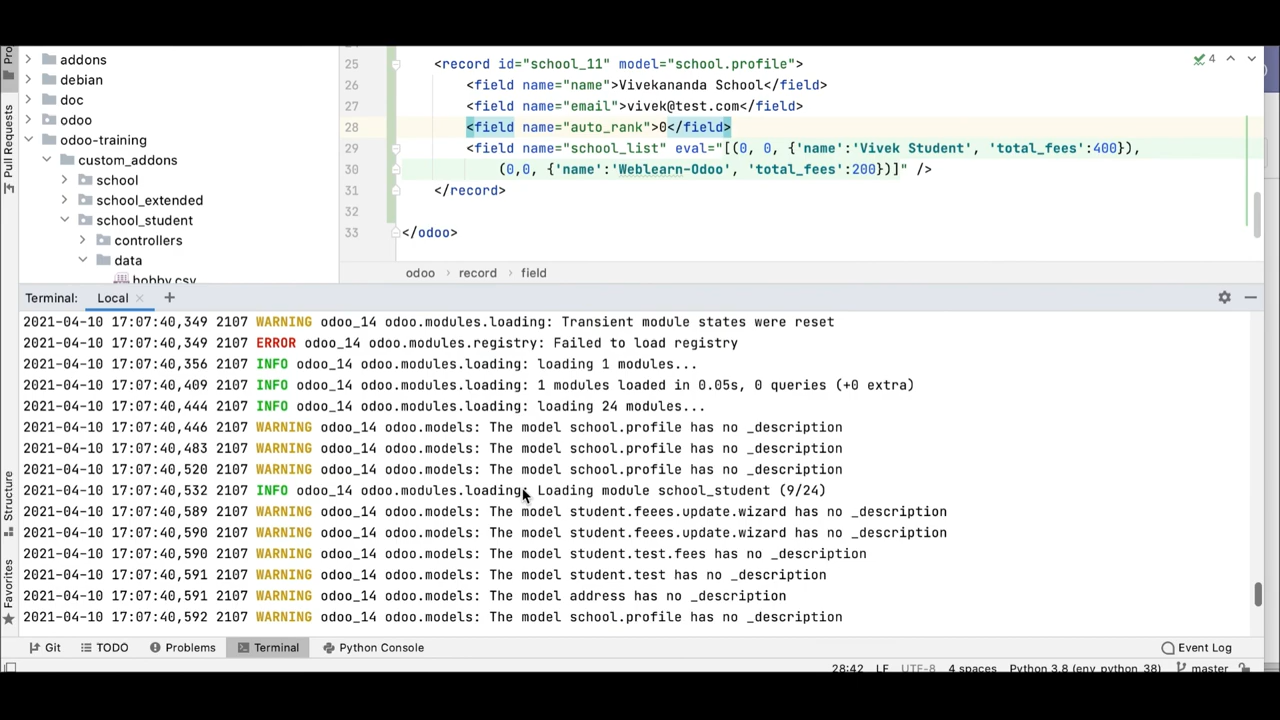 addons
debian
doc
odoo
odoo-training
custom_addons
school
school_extended
school_student
controllers
data
hobby.csv
Pull Requests
Structure
Favorites
25 <record id="school_11" model="school.profile">
26 <field name="name">Vivekananda School</field>
27 <field name="email">vivek@test.com</field>
28 <field name="auto_rank">0</field>
29 <field name="school_list" eval="[(0, 0, {'name':'Vivek Student', 'total_fees':400}),
30 (0,0, {'name':'Weblearn-Odoo', 'total_fees':200})]" />
31 </record>
32
33 </odoo>
4
odoo › record › field
Terminal: Local × +
2021-04-10 17:07:40,349 2107 WARNING odoo_14 odoo.modules.loading: Transient module states were reset
2021-04-10 17:07:40,349 2107 ERROR odoo_14 odoo.modules.registry: Failed to load registry
2021-04-10 17:07:40,356 2107 INFO odoo_14 odoo.modules.loading: loading 1 modules...
2021-04-10 17:07:40,409 2107 INFO odoo_14 odoo.modules.loading: 1 modules loaded in 0.05s, 0 queries (+0 extra)
2021-04-10 17:07:40,444 2107 INFO odoo_14 odoo.modules.loading: loading 24 modules...
2021-04-10 17:07:40,446 2107 WARNING odoo_14 odoo.models: The model school.profile has no _description
2021-04-10 17:07:40,483 2107 WARNING odoo_14 odoo.models: The model school.profile has no _description
2021-04-10 17:07:40,520 2107 WARNING odoo_14 odoo.models: The model school.profile has no _description
2021-04-10 17:07:40,532 2107 INFO odoo_14 odoo.modules.loading: Loading module school_student (9/24)
2021-04-10 17:07:40,589 2107 WARNING odoo_14 odoo.models: The model student.feees.update.wizard has no _description
2021-04-10 17:07:40,590 2107 WARNING odoo_14 odoo.models: The model student.feees.update.wizard has no _description
2021-04-10 17:07:40,590 2107 WARNING odoo_14 odoo.models: The model student.test.fees has no _description
2021-04-10 17:07:40,591 2107 WARNING odoo_14 odoo.models: The model student.test has no _description
2021-04-10 17:07:40,591 2107 WARNING odoo_14 odoo.models: The model address has no _description
2021-04-10 17:07:40,592 2107 WARNING odoo_14 odoo.models: The model school.profile has no _description
Git TODO Problems Terminal Python Console Event Log
28:42 LF UTF-8 4 spaces Python 3.8 (env_python_38) master